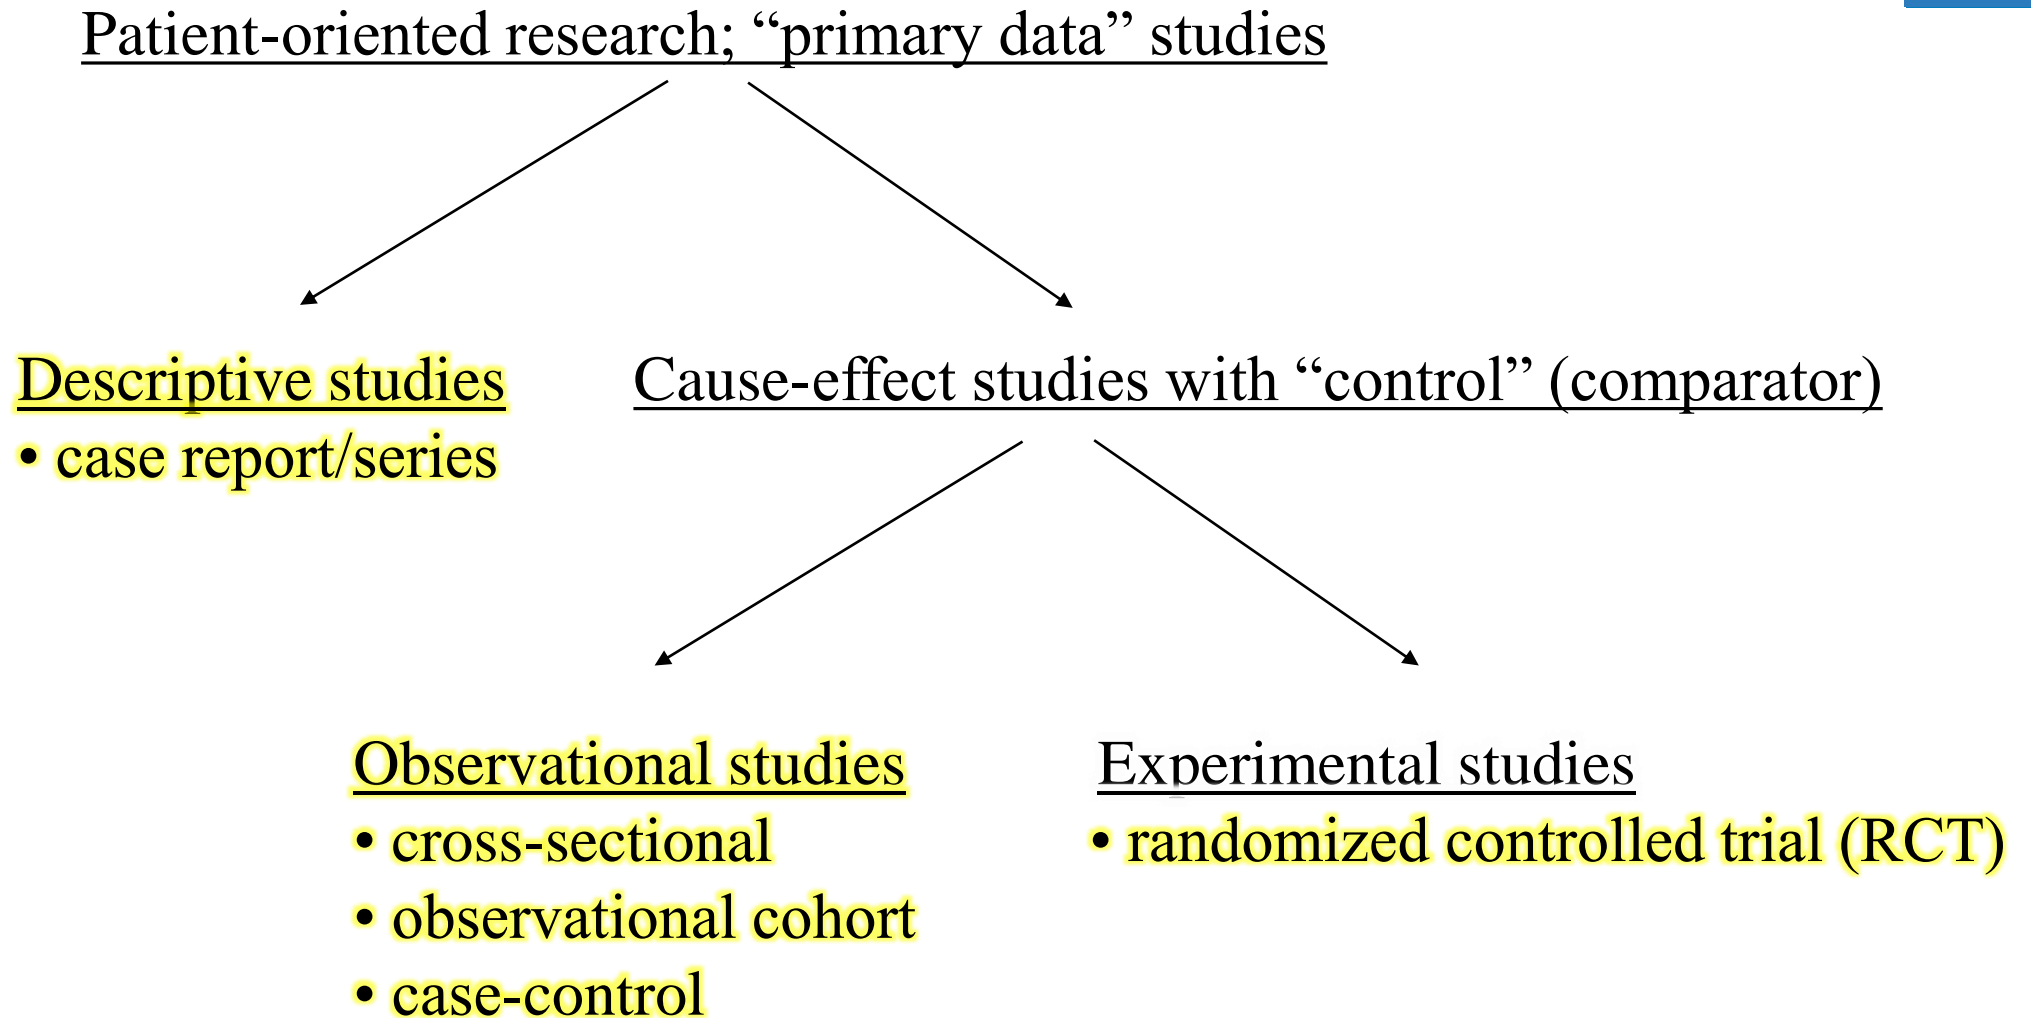 Patient-oriented research; “primary data” studies
Descriptive studies
• case report/series
Cause-effect studies with “control” (comparator)
Observational studies
• cross-sectional
• observational cohort
• case-control
Experimental studies
• randomized controlled trial (RCT)